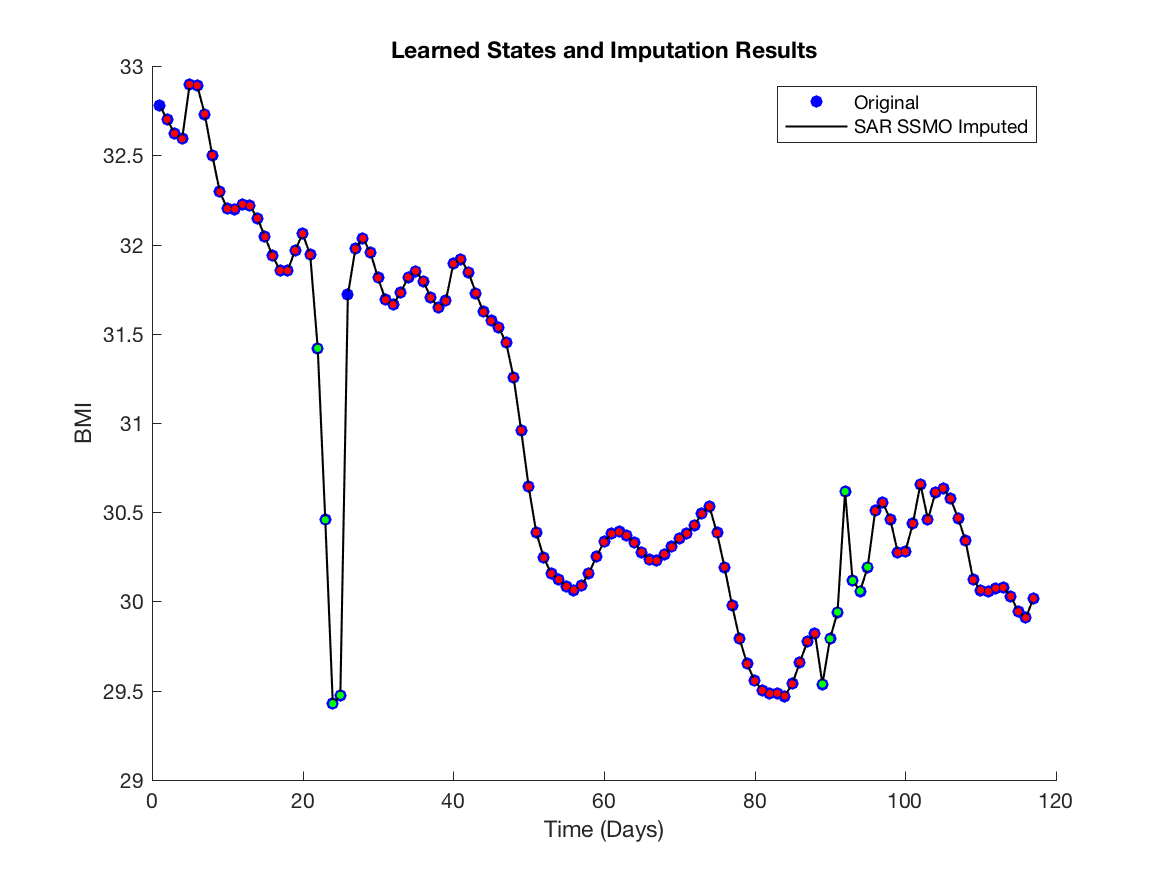 Learned States and Imputation Results
Original
SAR SSMO Imputed
33
32.5
32
31.5
31
30.5
30
29.5
29
BMI
0 20 40 60 80 100 120
Time (Days)